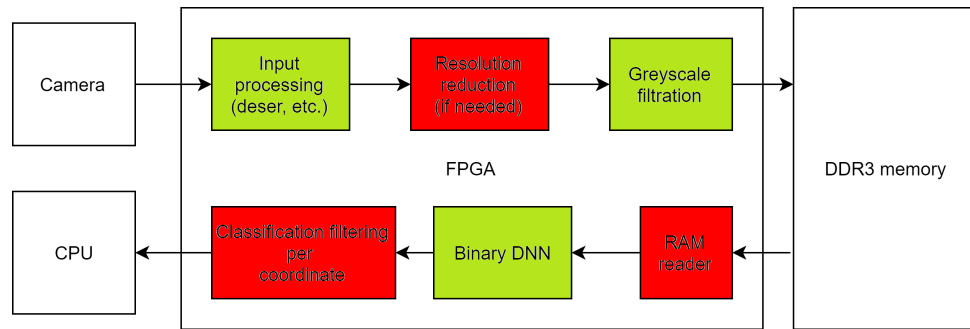 Camera
Input
processing
(deser, etc.)
Resolution
reduction
(if needed)
Greyscale
filtration
FPGA
DDR3 memory
CPU
Classification filtering
per
coordinate
Binary DNN
RAM
reader